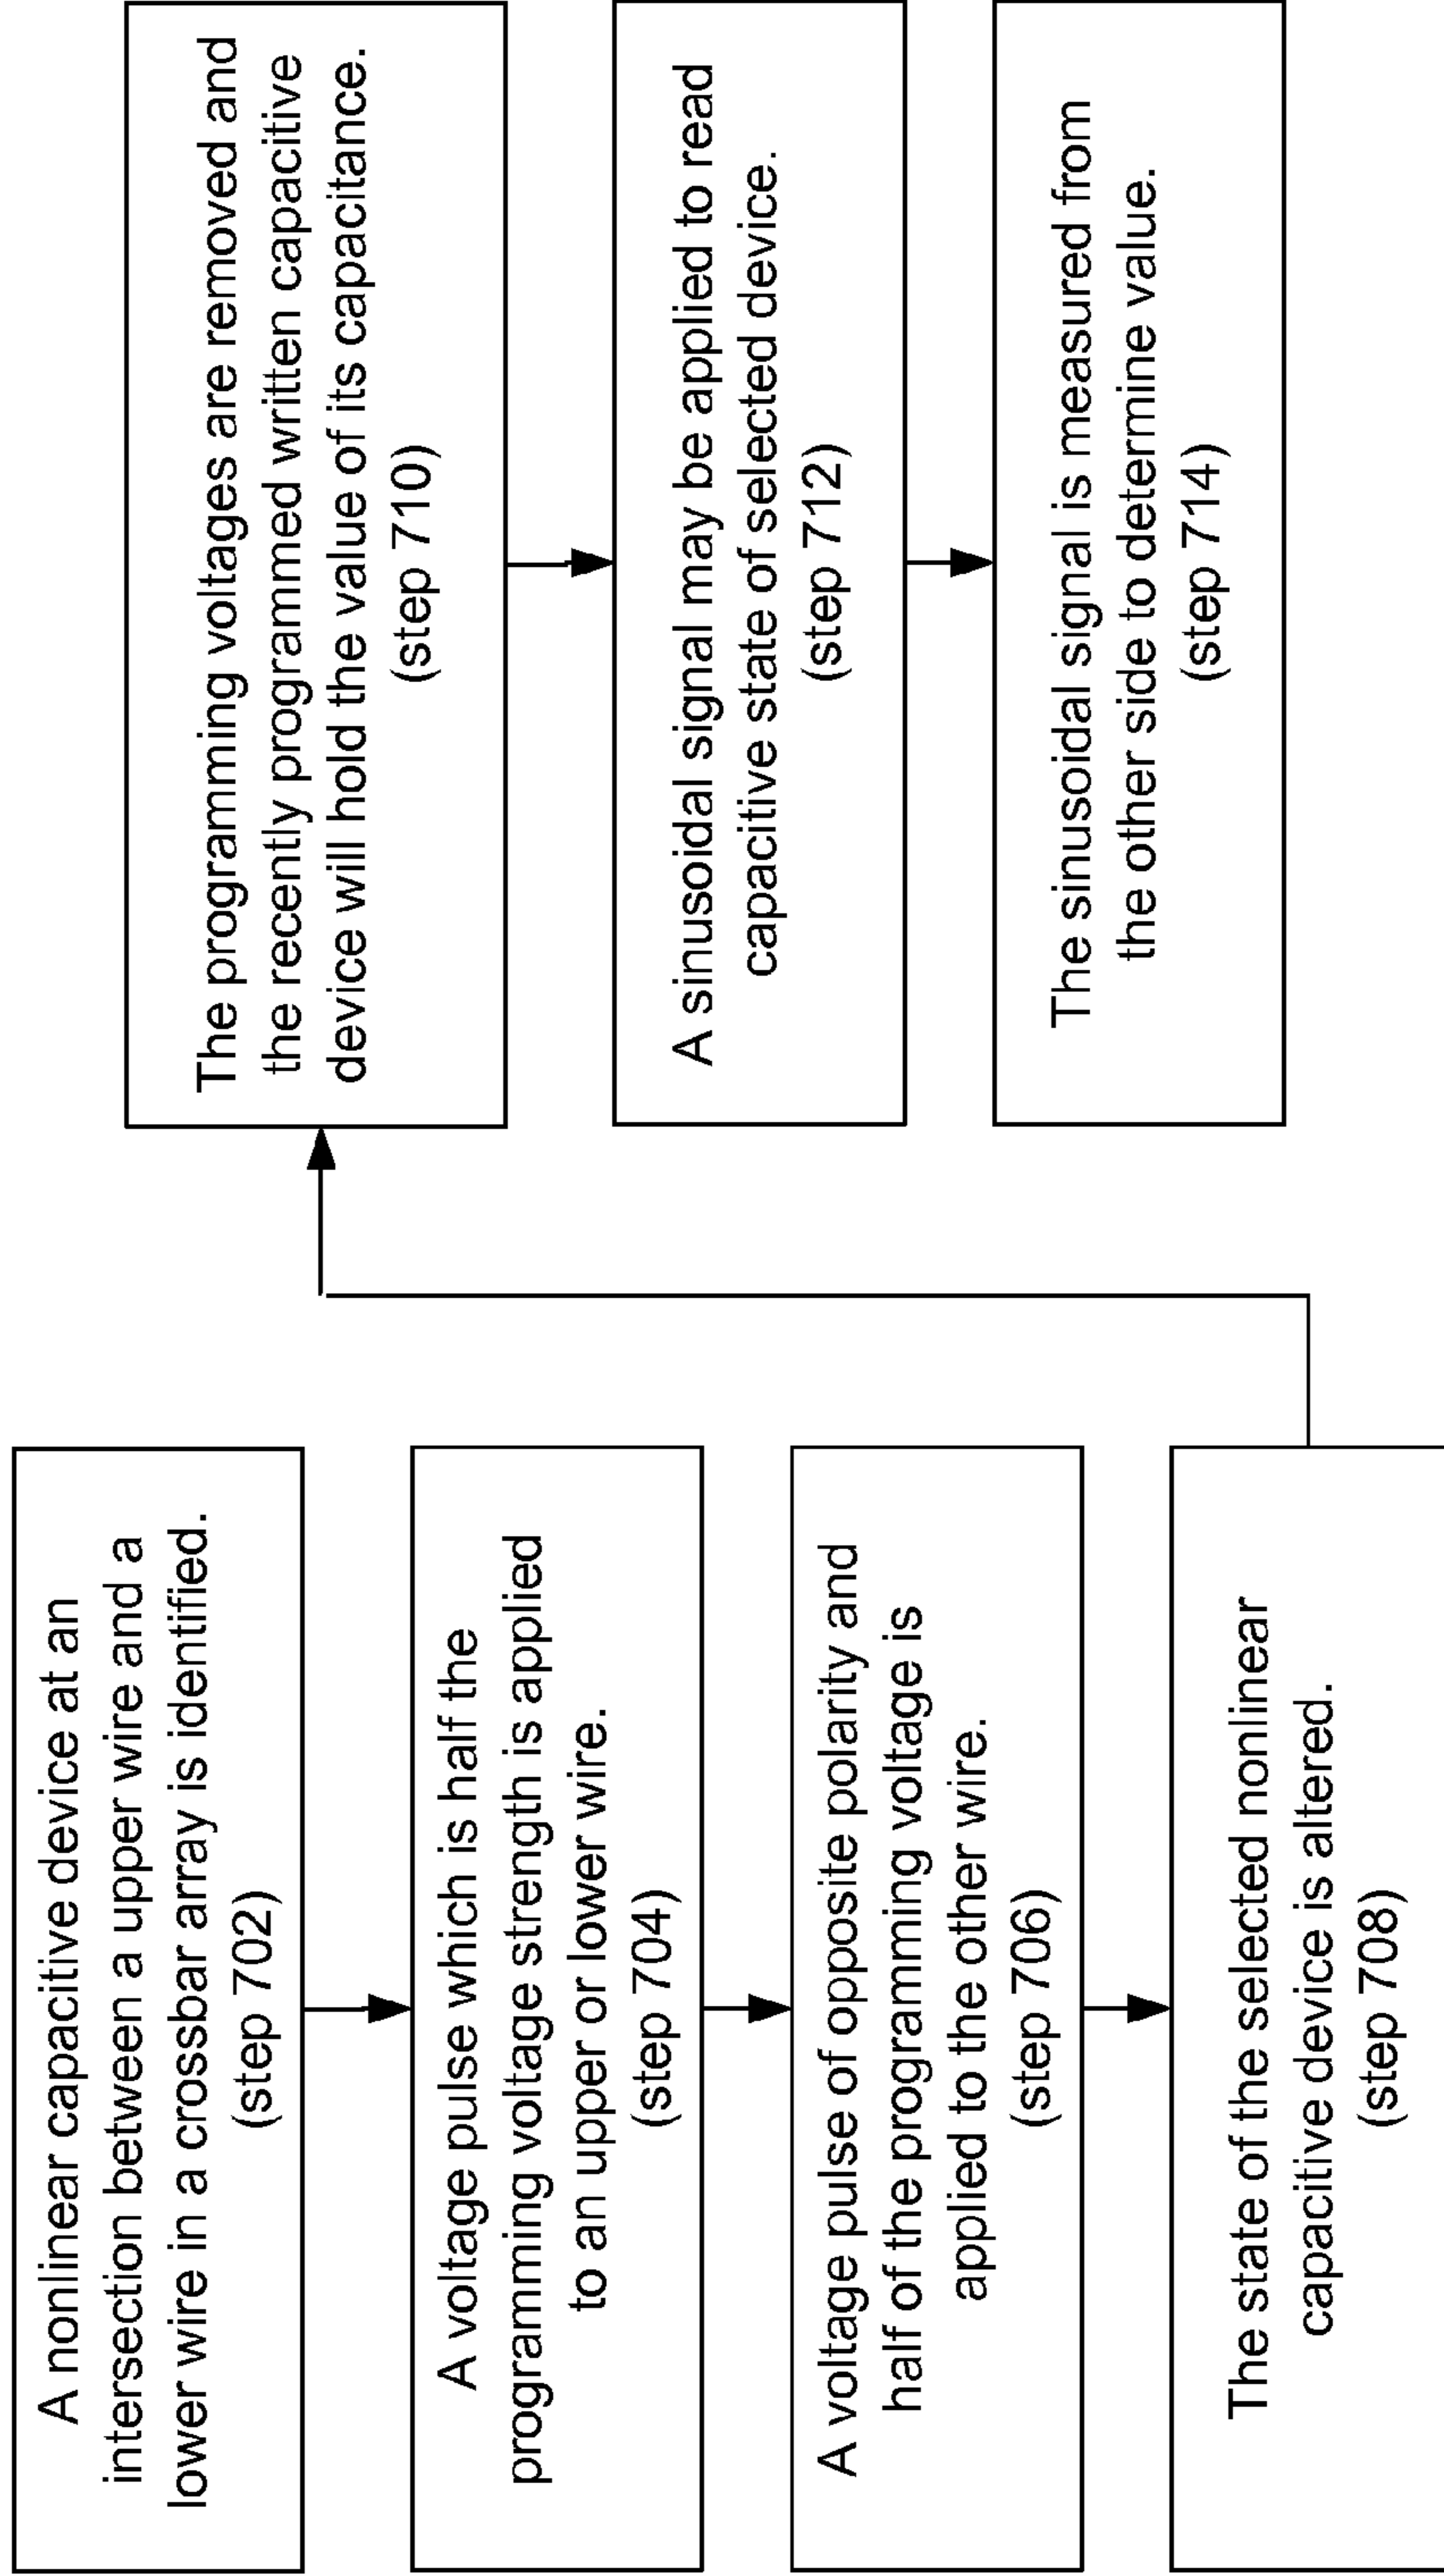 A nonlinear capacitive device at an
intersection between a upper wire and a
lower wire in a crossbar array is identified.
(step 702)
A voltage pulse which is half the
programming voltage strength is applied
to an upper or lower wire.
(step 704)
A voltage pulse of opposite polarity and
half of the programming voltage is
applied to the other wire.
(step 706)
The state of the selected nonlinear
capacitive device is altered.
(step 708)
The programming voltages are removed and
the recently programmed written capacitive
device will hold the value of its capacitance.
(step 710)
A sinusoidal signal may be applied to read
capacitive state of selected device.
(step 712)
The sinusoidal signal is measured from
the other side to determine value.
(step 714)